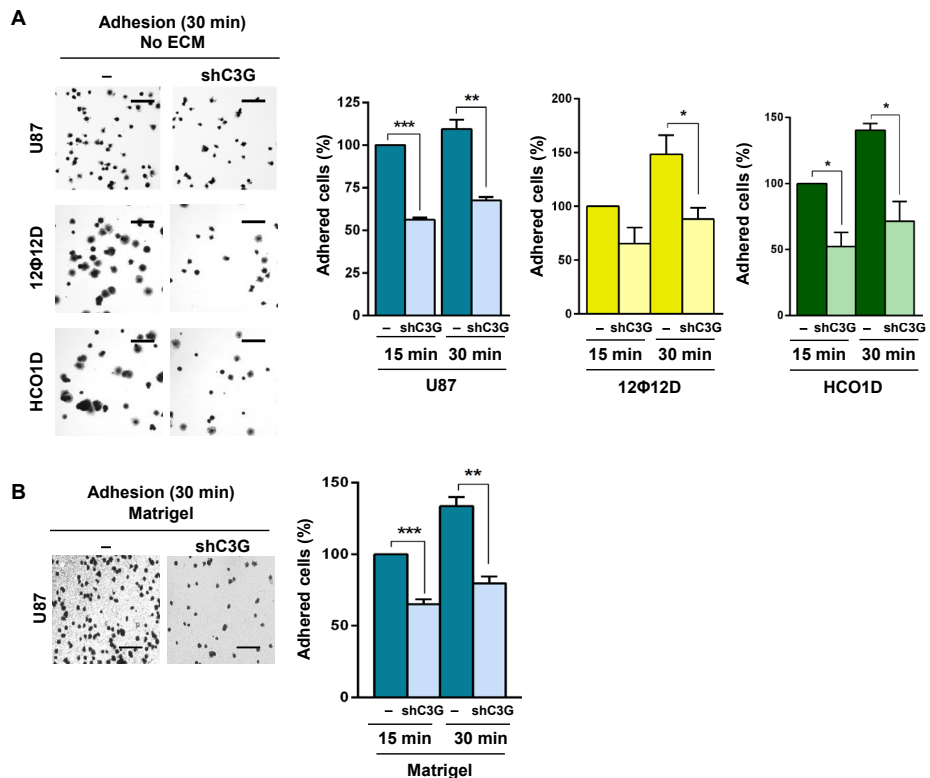 A
Adhesion (30 min)
No ECM
–
shC3G
U87
12Φ12D
HCO1D
Adhered cells (%)
125
100
75
50
25
0
***
**
– shC3G – shC3G
15 min 30 min
U87
Adhered cells (%)
200
150
100
50
0
*
– shC3G – shC3G
15 min 30 min
12Φ12D
Adhered cells (%)
150
100
50
0
*
*
– shC3G – shC3G
15 min 30 min
HCO1D
B
Adhesion (30 min)
Matrigel
–
shC3G
U87
Adhered cells (%)
150
100
50
0
***
**
– shC3G – shC3G
15 min 30 min
Matrigel